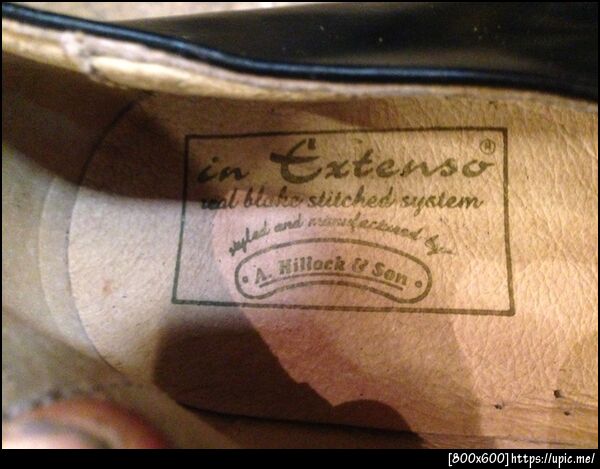 in Extenso ®
real blake stitched system
styled and manufactured by
A. Hillock & Son
[800x600]https://upic.me/